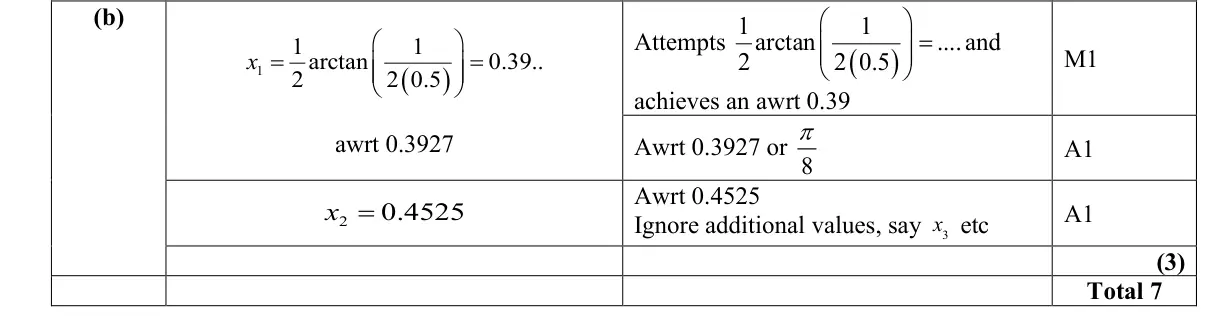 (b)
x₁ = 1/2 arctan(1/(2(0.5))) = 0.39..
awrt 0.3927
Attempts 1/2 arctan(1/(2(0.5))) = .... and
achieves an awrt 0.39
M1
Awrt 0.3927 or π/8
A1
x₂ = 0.4525
Awrt 0.4525
Ignore additional values, say x₃ etc
A1
(3)
Total 7